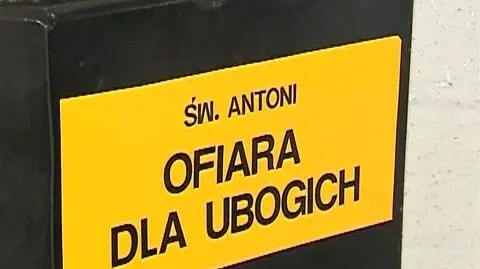 ŚW. ANTONI
OFIARA
DLA UBOGICH